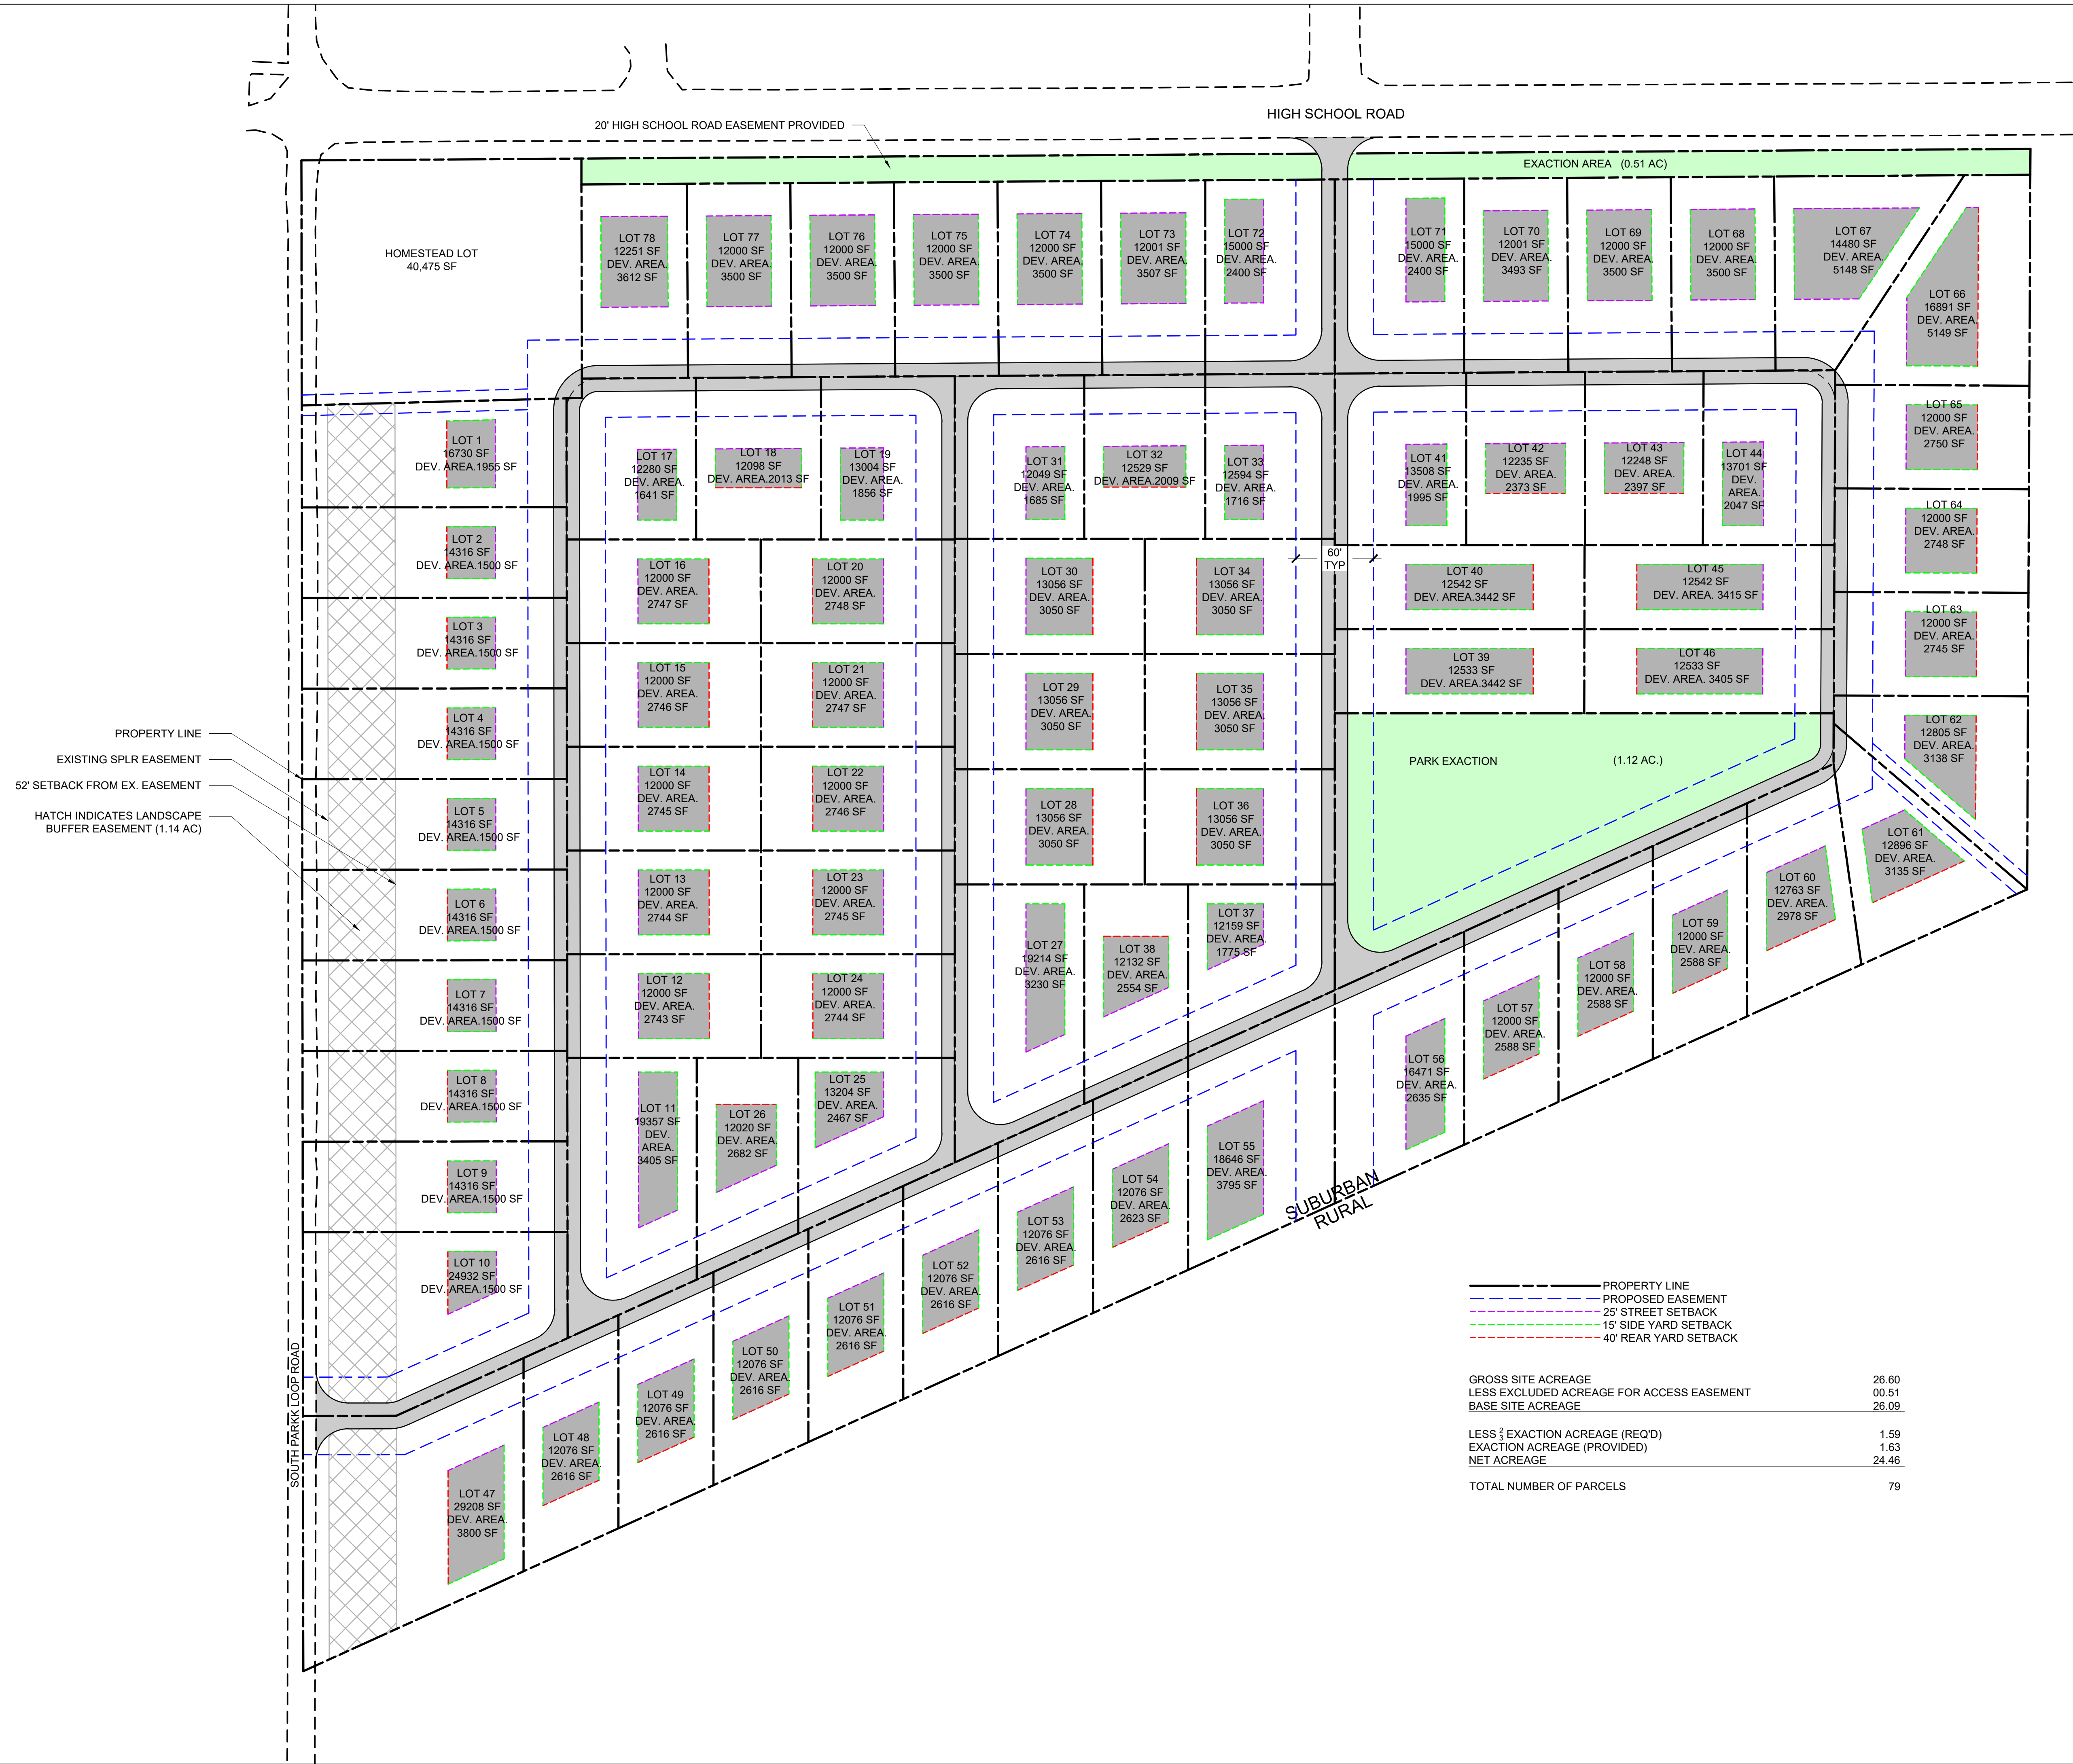 HIGH SCHOOL ROAD
20' HIGH SCHOOL ROAD EASEMENT PROVIDED
EXACTION AREA (0.51 AC)
HOMESTEAD LOT
40,475 SF
LOT 78
12251 SF
DEV. AREA.
3612 SF
LOT 77
12000 SF
DEV. AREA.
3500 SF
LOT 76
12000 SF
DEV. AREA.
3500 SF
LOT 75
12000 SF
DEV. AREA.
3500 SF
LOT 74
12000 SF
DEV. AREA.
3500 SF
LOT 73
12001 SF
DEV. AREA.
3507 SF
LOT 72
15000 SF
DEV. AREA.
2400 SF
LOT 71
15000 SF
DEV. AREA.
2400 SF
LOT 70
12001 SF
DEV. AREA.
3493 SF
LOT 69
12000 SF
DEV. AREA.
3500 SF
LOT 68
12000 SF
DEV. AREA.
3500 SF
LOT 67
14480 SF
DEV. AREA.
5148 SF
LOT 66
16891 SF
DEV. AREA.
5149 SF
LOT 1
16730 SF
DEV. AREA.1955 SF
LOT 17
12280 SF
DEV. AREA.
1641 SF
LOT 18
12098 SF
DEV. AREA.2013 SF
LOT 19
13004 SF
DEV. AREA.
1856 SF
LOT 31
12049 SF
DEV. AREA.
1685 SF
LOT 32
12529 SF
DEV. AREA.2009 SF
LOT 33
12594 SF
DEV. AREA.
1716 SF
LOT 41
13508 SF
DEV. AREA.
1995 SF
LOT 42
12235 SF
DEV. AREA.
2373 SF
LOT 43
12248 SF
DEV. AREA.
2397 SF
LOT 44
13701 SF
DEV.
AREA.
2047 SF
LOT 65
12000 SF
DEV. AREA.
2750 SF
LOT 2
14316 SF
DEV. AREA.1500 SF
LOT 16
12000 SF
DEV. AREA.
2747 SF
LOT 20
12000 SF
DEV. AREA.
2748 SF
LOT 30
13056 SF
DEV. AREA.
3050 SF
LOT 34
13056 SF
DEV. AREA.
3050 SF
60'
TYP
LOT 40
12542 SF
DEV. AREA.3442 SF
LOT 45
12542 SF
DEV. AREA. 3415 SF
LOT 64
12000 SF
DEV. AREA.
2748 SF
LOT 3
14316 SF
DEV. AREA.1500 SF
LOT 15
12000 SF
DEV. AREA.
2746 SF
LOT 21
12000 SF
DEV. AREA.
2747 SF
LOT 29
13056 SF
DEV. AREA.
3050 SF
LOT 35
13056 SF
DEV. AREA.
3050 SF
LOT 39
12533 SF
DEV. AREA.3442 SF
LOT 46
12533 SF
DEV. AREA. 3405 SF
LOT 63
12000 SF
DEV. AREA.
2745 SF
LOT 4
14316 SF
DEV. AREA.1500 SF
LOT 62
12805 SF
DEV. AREA.
3138 SF
PROPERTY LINE
EXISTING SPLR EASEMENT
52' SETBACK FROM EX. EASEMENT
HATCH INDICATES LANDSCAPE
BUFFER EASEMENT (1.14 AC)
LOT 14
12000 SF
DEV. AREA.
2745 SF
LOT 22
12000 SF
DEV. AREA.
2746 SF
PARK EXACTION (1.12 AC.)
LOT 5
14316 SF
DEV. AREA.1500 SF
LOT 28
13056 SF
DEV. AREA.
3050 SF
LOT 36
13056 SF
DEV. AREA.
3050 SF
LOT 61
12896 SF
DEV. AREA.
3135 SF
LOT 6
14316 SF
DEV. AREA.1500 SF
LOT 13
12000 SF
DEV. AREA.
2744 SF
LOT 23
12000 SF
DEV. AREA.
2745 SF
LOT 60
12763 SF
DEV. AREA.
2978 SF
LOT 27
19214 SF
DEV. AREA.
3230 SF
LOT 38
12132 SF
DEV. AREA.
2554 SF
LOT 37
12159 SF
DEV. AREA.
1775 SF
LOT 59
12000 SF
DEV. AREA.
2588 SF
LOT 7
14316 SF
DEV. AREA.1500 SF
LOT 12
12000 SF
DEV. AREA.
2743 SF
LOT 24
12000 SF
DEV. AREA.
2744 SF
LOT 58
12000 SF
DEV. AREA.
2588 SF
LOT 57
12000 SF
DEV. AREA.
2588 SF
LOT 56
16471 SF
DEV. AREA.
2635 SF
LOT 8
14316 SF
DEV. AREA.1500 SF
LOT 11
19357 SF
DEV.
AREA.
3405 SF
LOT 26
12020 SF
DEV. AREA.
2682 SF
LOT 25
13204 SF
DEV. AREA.
2467 SF
LOT 55
18646 SF
DEV. AREA.
3795 SF
LOT 9
14316 SF
DEV. AREA.1500 SF
LOT 54
12076 SF
DEV. AREA.
2623 SF
SUBURBAN
RURAL
LOT 53
12076 SF
DEV. AREA.
2616 SF
LOT 10
24932 SF
DEV. AREA.1500 SF
LOT 52
12076 SF
DEV. AREA.
2616 SF
LOT 51
12076 SF
DEV. AREA.
2616 SF
LOT 50
12076 SF
DEV. AREA.
2616 SF
LOT 49
12076 SF
DEV. AREA.
2616 SF
LOT 48
12076 SF
DEV. AREA.
2616 SF
LOT 47
29208 SF
DEV. AREA.
3800 SF
SOUTH PARKK LOOP ROAD
PROPERTY LINE
PROPOSED EASEMENT
25' STREET SETBACK
15' SIDE YARD SETBACK
40' REAR YARD SETBACK
GROSS SITE ACREAGE 26.60
LESS EXCLUDED ACREAGE FOR ACCESS EASEMENT 00.51
BASE SITE ACREAGE 26.09
LESS 2/3 EXACTION ACREAGE (REQ'D) 1.59
EXACTION ACREAGE (PROVIDED) 1.63
NET ACREAGE 24.46
TOTAL NUMBER OF PARCELS 79